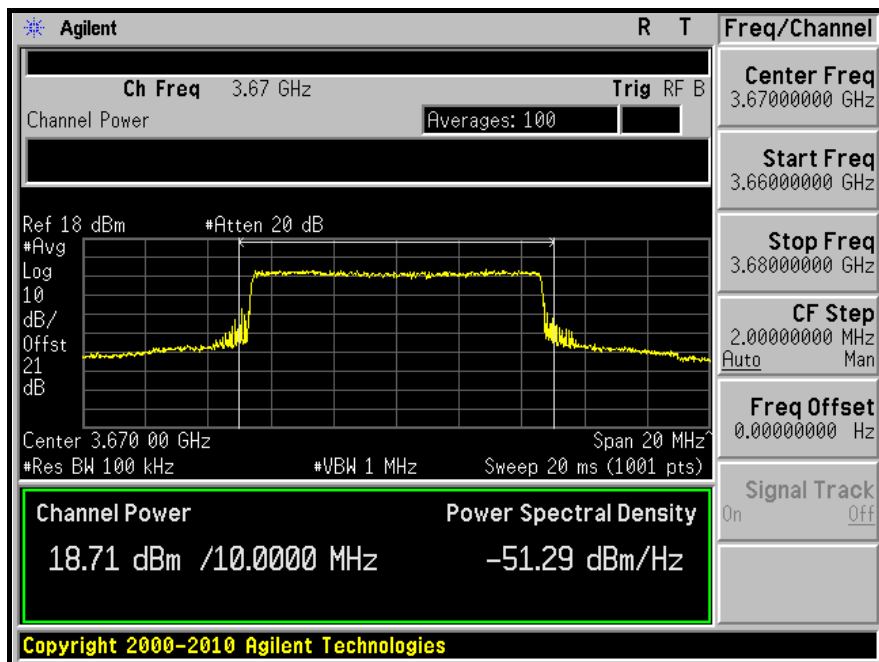 Agilent R T Freq/Channel
Ch Freq 3.67 GHz Trig RF B
Channel Power Averages: 100
Ref 18 dBm #Atten 20 dB
#Avg
Log
10
dB/
Offst
21
dB
Center 3.670 00 GHz Span 20 MHz^
#Res BW 100 kHz #VBW 1 MHz Sweep 20 ms (1001 pts)
Channel Power Power Spectral Density
18.71 dBm /10.0000 MHz -51.29 dBm/Hz
Copyright 2000-2010 Agilent Technologies
Center Freq
3.67000000 GHz
Start Freq
3.66000000 GHz
Stop Freq
3.68000000 GHz
CF Step
2.00000000 MHz
Auto Man
Freq Offset
0.00000000 Hz
Signal Track
On Off